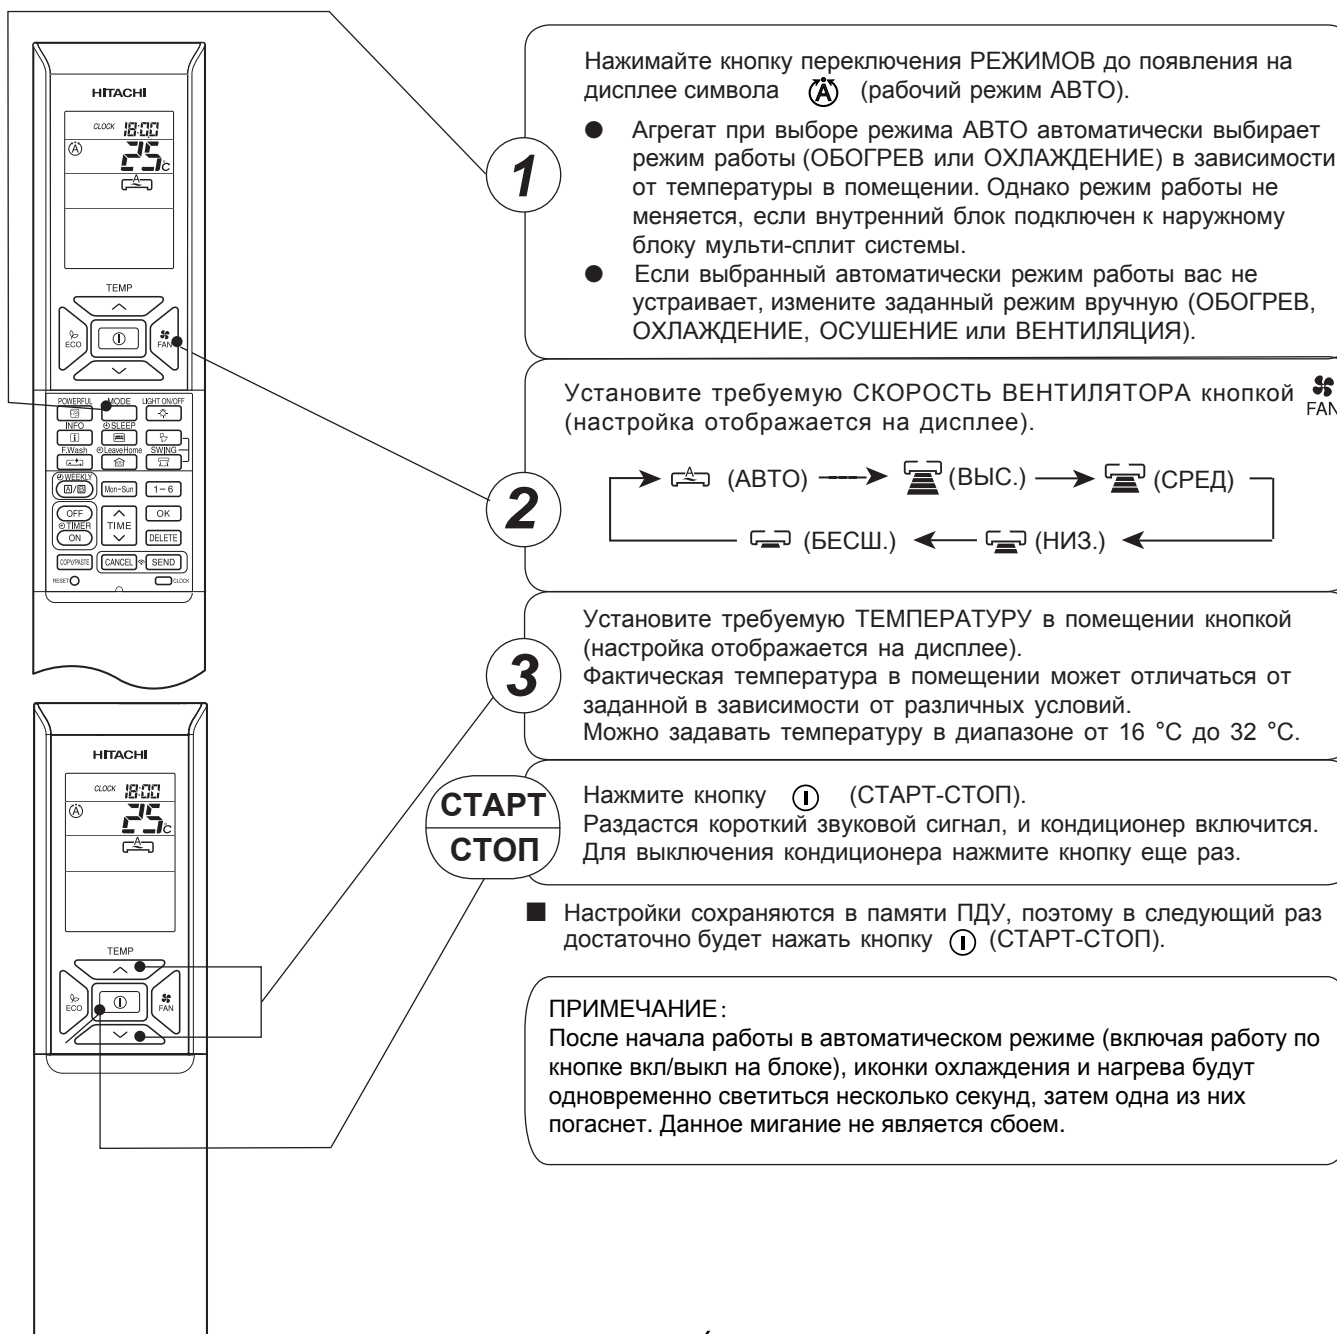 HITACHI
CLOCK 18:00
A 25°C
A
TEMP
ECO
FAN
POWERFUL MODE LIGHT ON/OFF
INFO SLEEP
F.Wash LeaveHome SWING
WEEKLY
A/B Mon-Sun 1-6
OFF OK
TIMER TIME
ON DELETE
COPY/PASTE CANCEL SEND
RESET CLOCK
HITACHI
CLOCK 18:00
A 25°C
A
TEMP
ECO
FAN
1
Нажимайте кнопку переключения РЕЖИМОВ до появления на
дисплее символа (A) (рабочий режим АВТО).
● Агрегат при выборе режима АВТО автоматически выбирает
режим работы (ОБОГРЕВ или ОХЛАЖДЕНИЕ) в зависимости
от температуры в помещении. Однако режим работы не
меняется, если внутренний блок подключен к наружному
блоку мульти-сплит системы.
● Если выбранный автоматически режим работы вас не
устраивает, измените заданный режим вручную (ОБОГРЕВ,
ОХЛАЖДЕНИЕ, ОСУШЕНИЕ или ВЕНТИЛЯЦИЯ).
2
Установите требуемую СКОРОСТЬ ВЕНТИЛЯТОРА кнопкой FAN
(настройка отображается на дисплее).
A (АВТО) (ВЫС.) (СРЕД)
(БЕСШ.) (НИЗ.)
3
Установите требуемую ТЕМПЕРАТУРУ в помещении кнопкой
(настройка отображается на дисплее).
Фактическая температура в помещении может отличаться от
заданной в зависимости от различных условий.
Можно задавать температуру в диапазоне от 16 °C до 32 °C.
СТАРТ
СТОП
Нажмите кнопку (СТАРТ-СТОП).
Раздастся короткий звуковой сигнал, и кондиционер включится.
Для выключения кондиционера нажмите кнопку еще раз.
■ Настройки сохраняются в памяти ПДУ, поэтому в следующий раз
достаточно будет нажать кнопку (СТАРТ-СТОП).
ПРИМЕЧАНИЕ:
После начала работы в автоматическом режиме (включая работу по
кнопке вкл/выкл на блоке), иконки охлаждения и нагрева будут
одновременно светиться несколько секунд, затем одна из них
погаснет. Данное мигание не является сбоем.